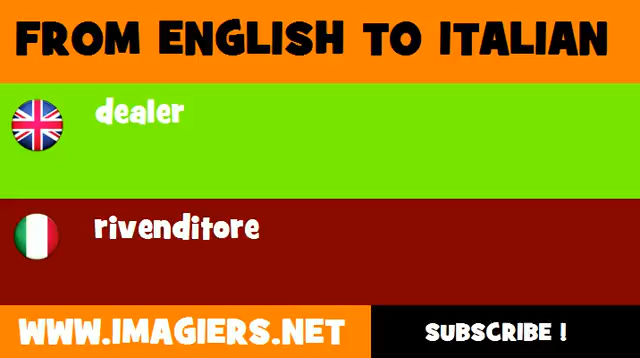 FROM ENGLISH TO ITALIAN
dealer
rivenditore
WWW.IMAGIERS.NET
SUBSCRIBE !